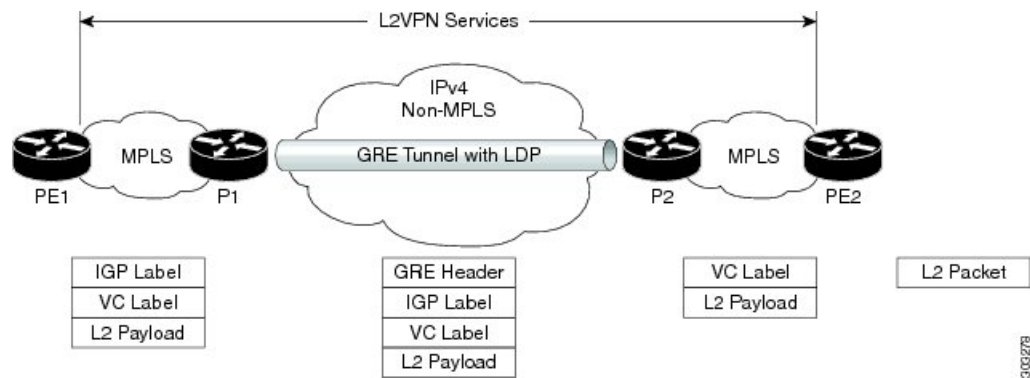 L2VPN Services
IPv4
Non-MPLS
MPLS
GRE Tunnel with LDP
MPLS
PE1
P1
P2
PE2
IGP Label
VC Label
L2 Payload
GRE Header
IGP Label
VC Label
L2 Payload
VC Label
L2 Payload
L2 Packet
303279